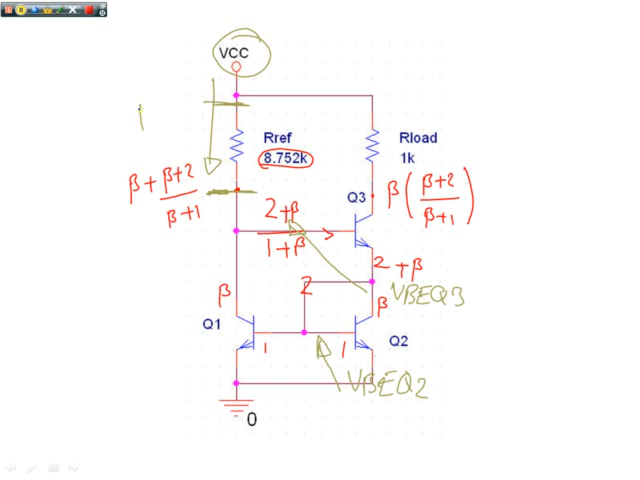 VCC
Rref
8.752k
Rload
1k
β + β+2/β+1
2+β/1+β
Q3
β(β+2/β+1)
2+β
2
VBEQ3
β
β
Q1
1
1
Q2
VBEQ2
0